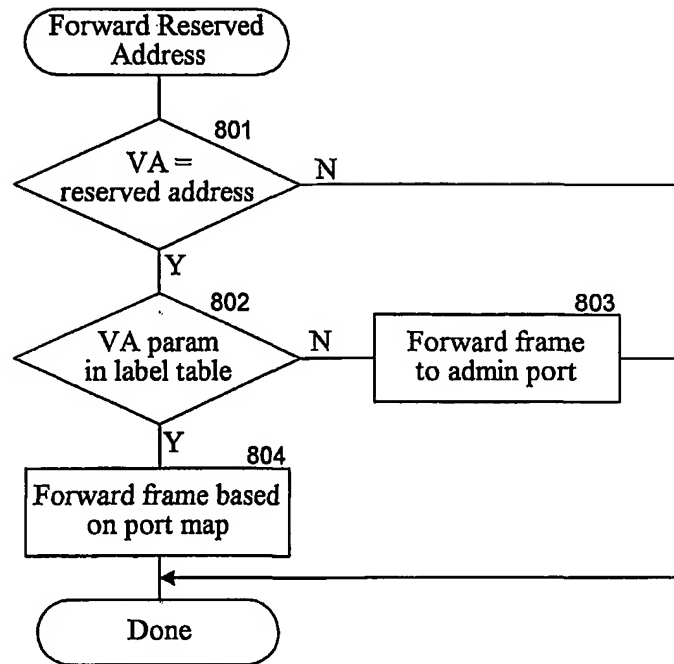 Forward Reserved
Address
801
VA =
reserved address
N
Y
802
VA param
in label table
N
803
Forward frame
to admin port
Y
804
Forward frame based
on port map
Done